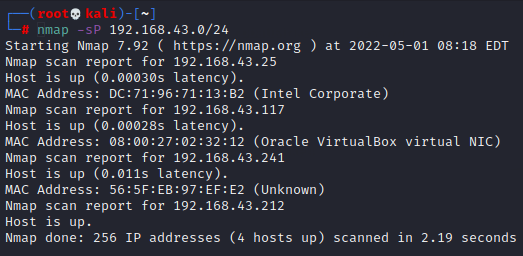 ┌──(root💀kali)-[~]
└─# nmap -sP 192.168.43.0/24
Starting Nmap 7.92 ( https://nmap.org ) at 2022-05-01 08:18 EDT
Nmap scan report for 192.168.43.25
Host is up (0.00030s latency).
MAC Address: DC:71:96:71:13:B2 (Intel Corporate)
Nmap scan report for 192.168.43.117
Host is up (0.00028s latency).
MAC Address: 08:00:27:02:32:12 (Oracle VirtualBox virtual NIC)
Nmap scan report for 192.168.43.241
Host is up (0.011s latency).
MAC Address: 56:5F:EB:97:EF:E2 (Unknown)
Nmap scan report for 192.168.43.212
Host is up.
Nmap done: 256 IP addresses (4 hosts up) scanned in 2.19 seconds